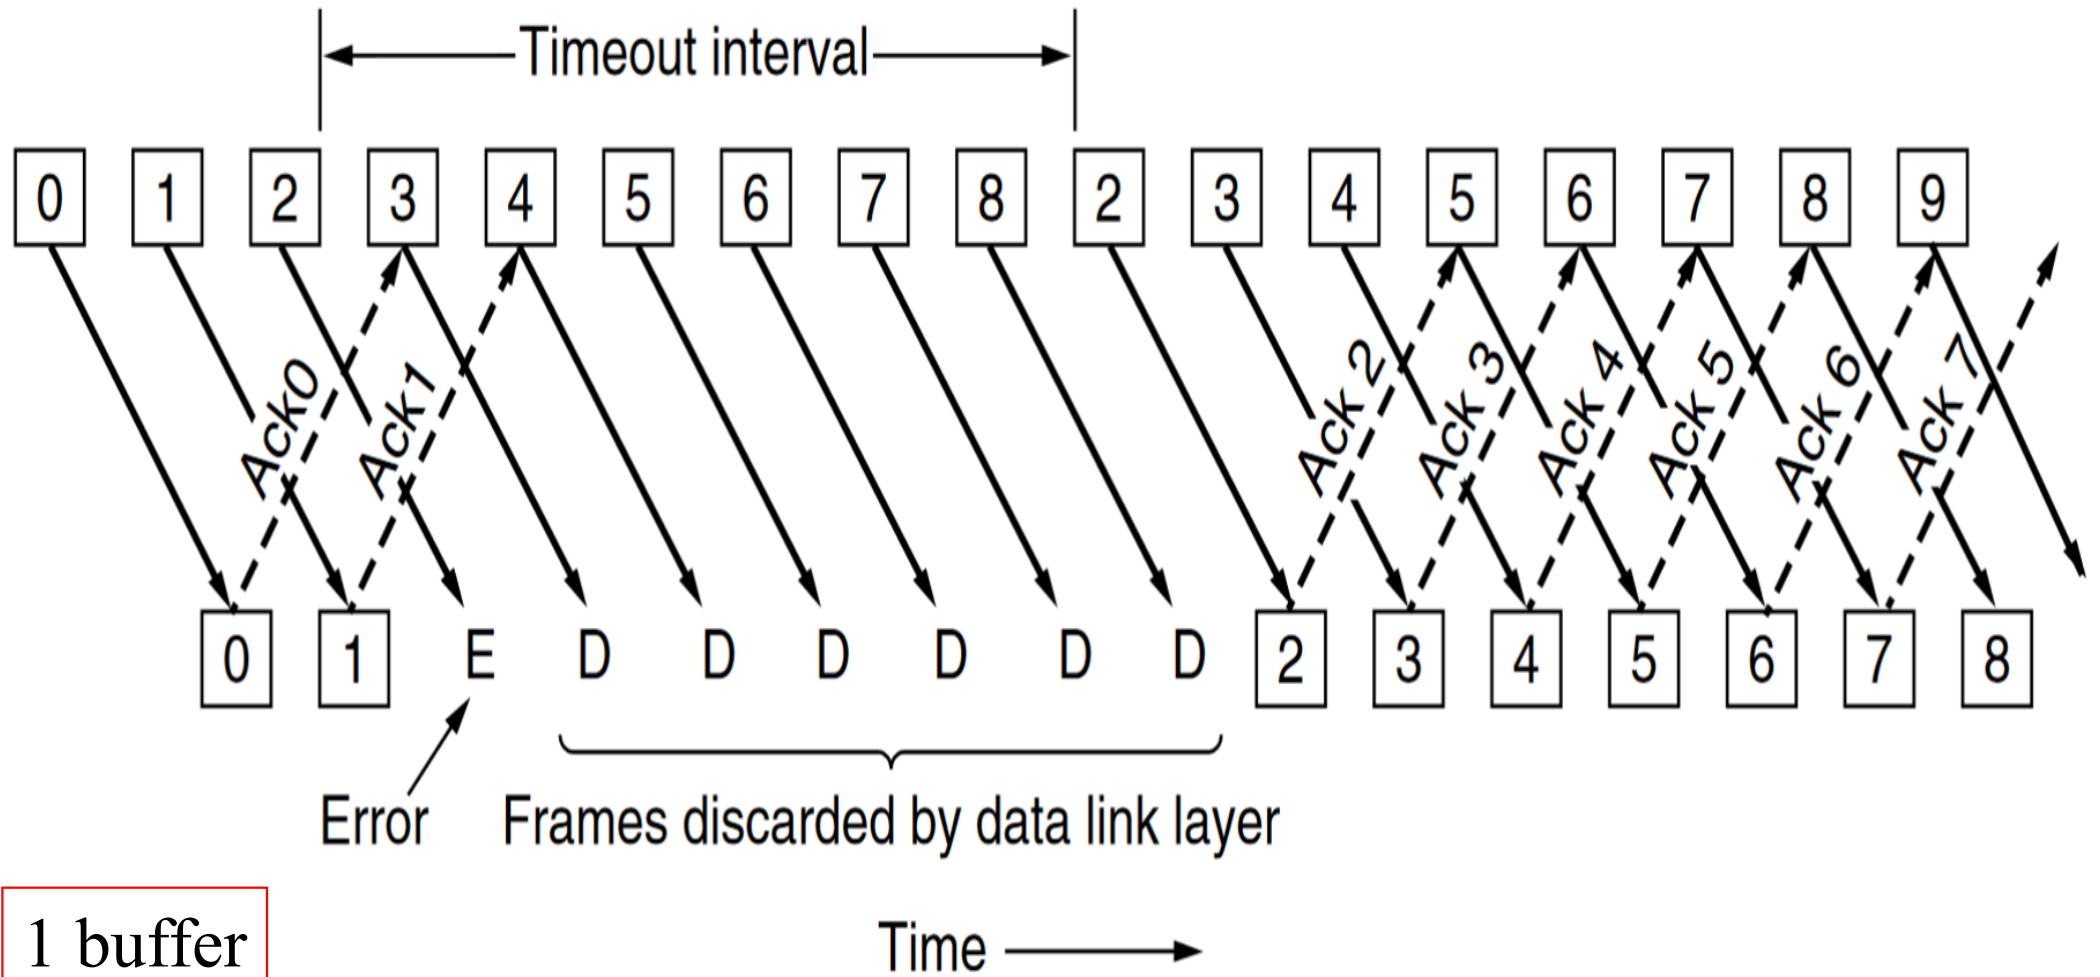 Timeout interval
0 1 2 3 4 5 6 7 8 2 3 4 5 6 7 8 9
Ack0 Ack1 Ack 2 Ack 3 Ack 4 Ack 5 Ack 6 Ack 7
0 1 E D D D D D D 2 3 4 5 6 7 8
Error Frames discarded by data link layer
1 buffer
Time